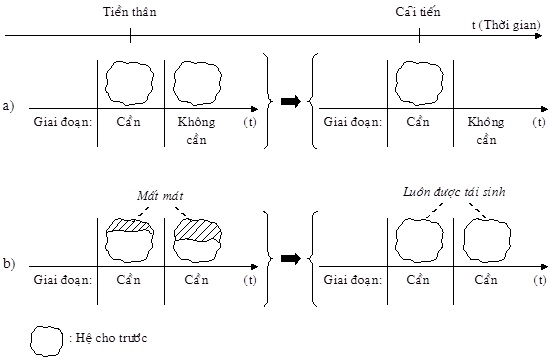 Tiền thân
Cải tiến
t (Thời gian)
a)
Giai đoạn: Cần Không cần (t)
Giai đoạn: Cần Không cần
Mất mát
Luôn được tái sinh
b)
Giai đoạn: Cần Cần (t)
Giai đoạn: Cần Cần (t)
: Hệ cho trước